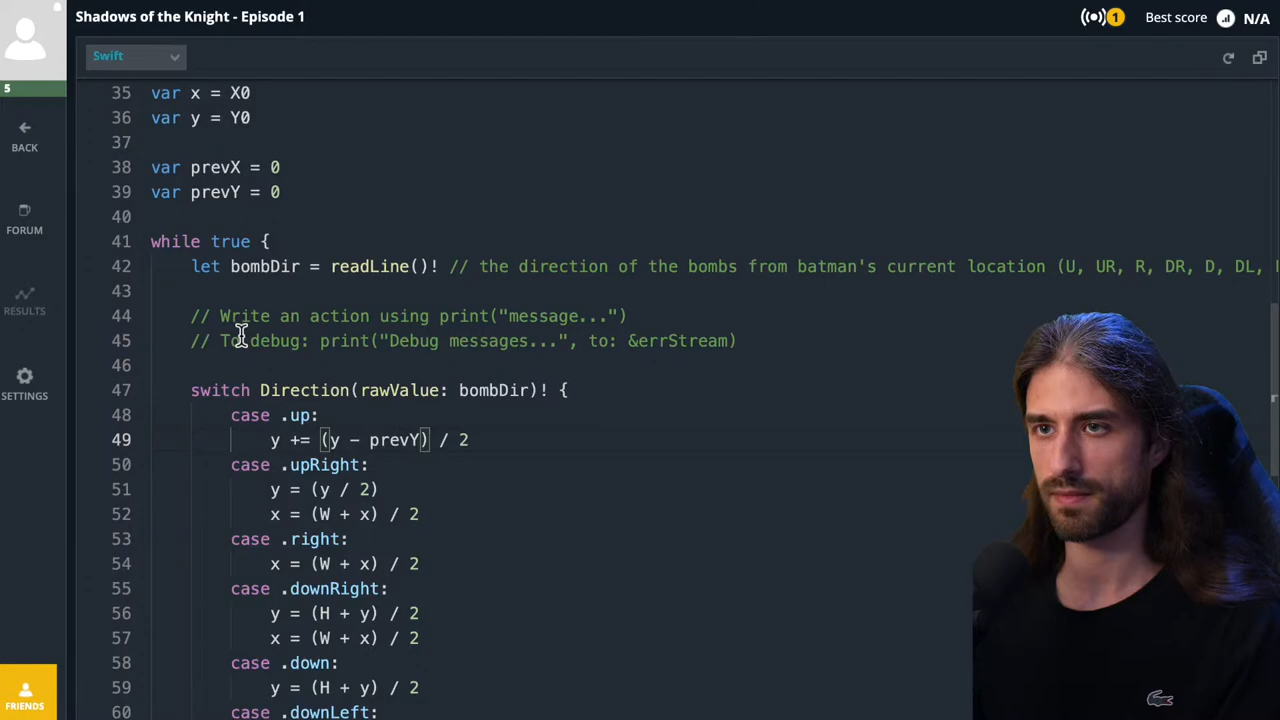 Shadows of the Knight - Episode 1
1
Best score
N/A
Swift
5
BACK
FORUM
RESULTS
SETTINGS
FRIENDS
35 var x = X0
36 var y = Y0
37
38 var prevX = 0
39 var prevY = 0
40
41 while true {
42 let bombDir = readLine()! // the direction of the bombs from batman's current location (U, UR, R, DR, D, DL,
43
44 // Write an action using print("message...")
45 // To debug: print("Debug messages...", to: &errStream)
46
47 switch Direction(rawValue: bombDir)! {
48 case .up:
49 y += (y - prevY) / 2
50 case .upRight:
51 y = (y / 2)
52 x = (W + x) / 2
53 case .right:
54 x = (W + x) / 2
55 case .downRight:
56 y = (H + y) / 2
57 x = (W + x) / 2
58 case .down:
59 y = (H + y) / 2
60 case .downLeft: